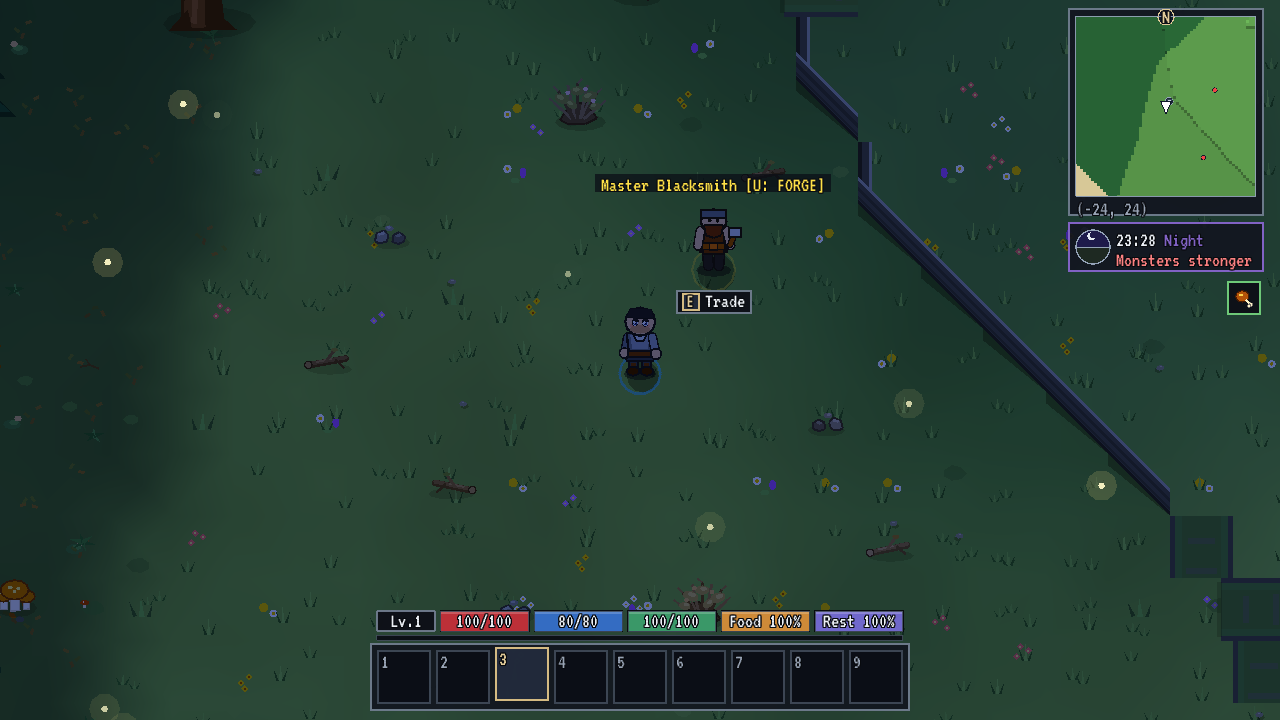 N
Master Blacksmith [U: FORGE]
(-24, 24)
23:28 Night
Monsters stronger
E Trade
Lv.1 100/100 80/80 100/100 Food 100% Rest 100%
1 2 3 4 5 6 7 8 9